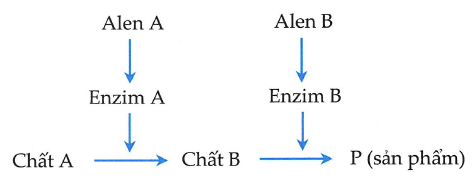 Alen A Alen B
Enzim A Enzim B
Chất A Chất B P (sản phẩm)